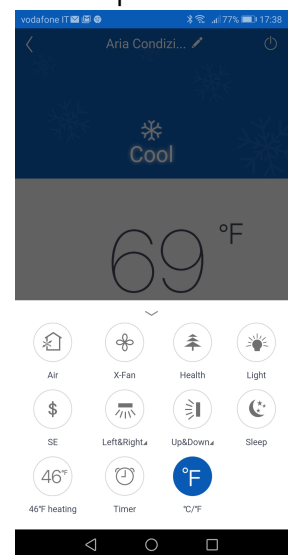 vodafone IT 77% 17:38
Aria Condizi...
Cool
69 °F
Air X-Fan Health Light
$
SE Left&Right Up&Down Sleep
46°F °F
46°F heating Timer °C/°F